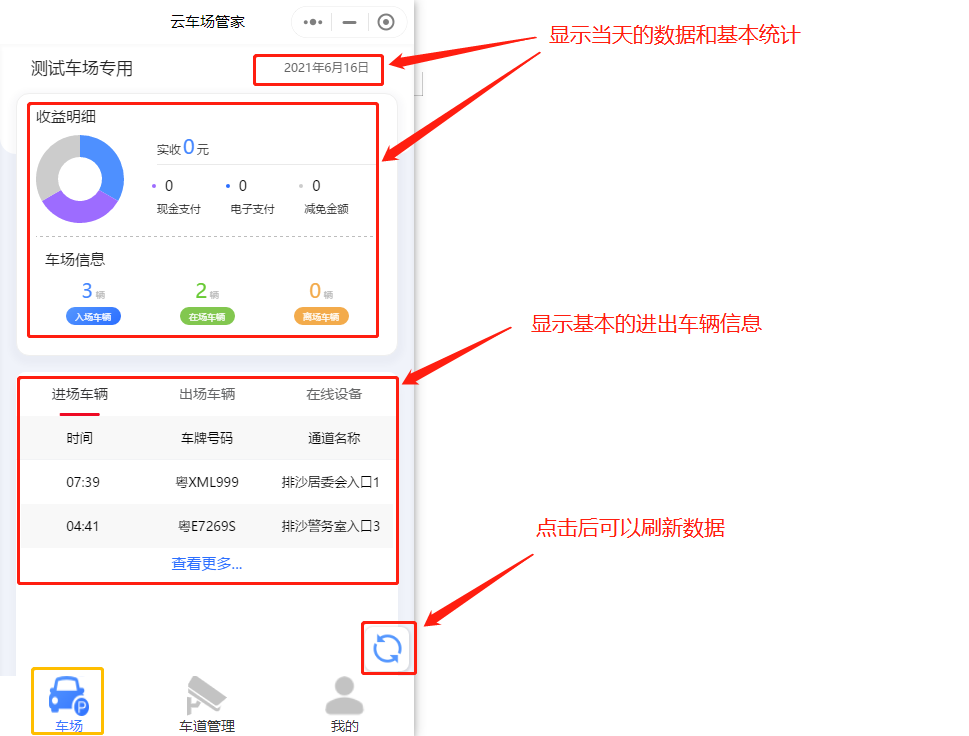 云车场管家
显示当天的数据和基本统计
测试车场专用
2021年6月16日
收益明细
实收0元
0 0 0
现金支付 电子支付 减免金额
车场信息
3辆 2辆 0辆
入场车辆 在场车辆 离场车辆
显示基本的进出车辆信息
进场车辆 出场车辆 在线设备
时间 车牌号码 通道名称
07:39 粤XML999 排沙居委会入口1
04:41 粤E7269S 排沙警务室入口3
查看更多...
点击后可以刷新数据
P
车场 车道管理 我的